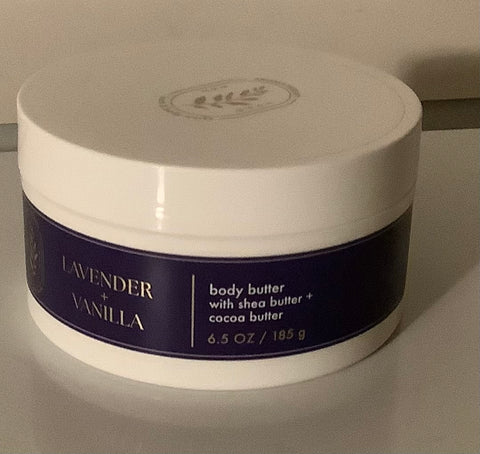 LAVENDER
+
VANILLA
body butter
with shea butter +
cocoa butter
6.5 OZ / 185 g